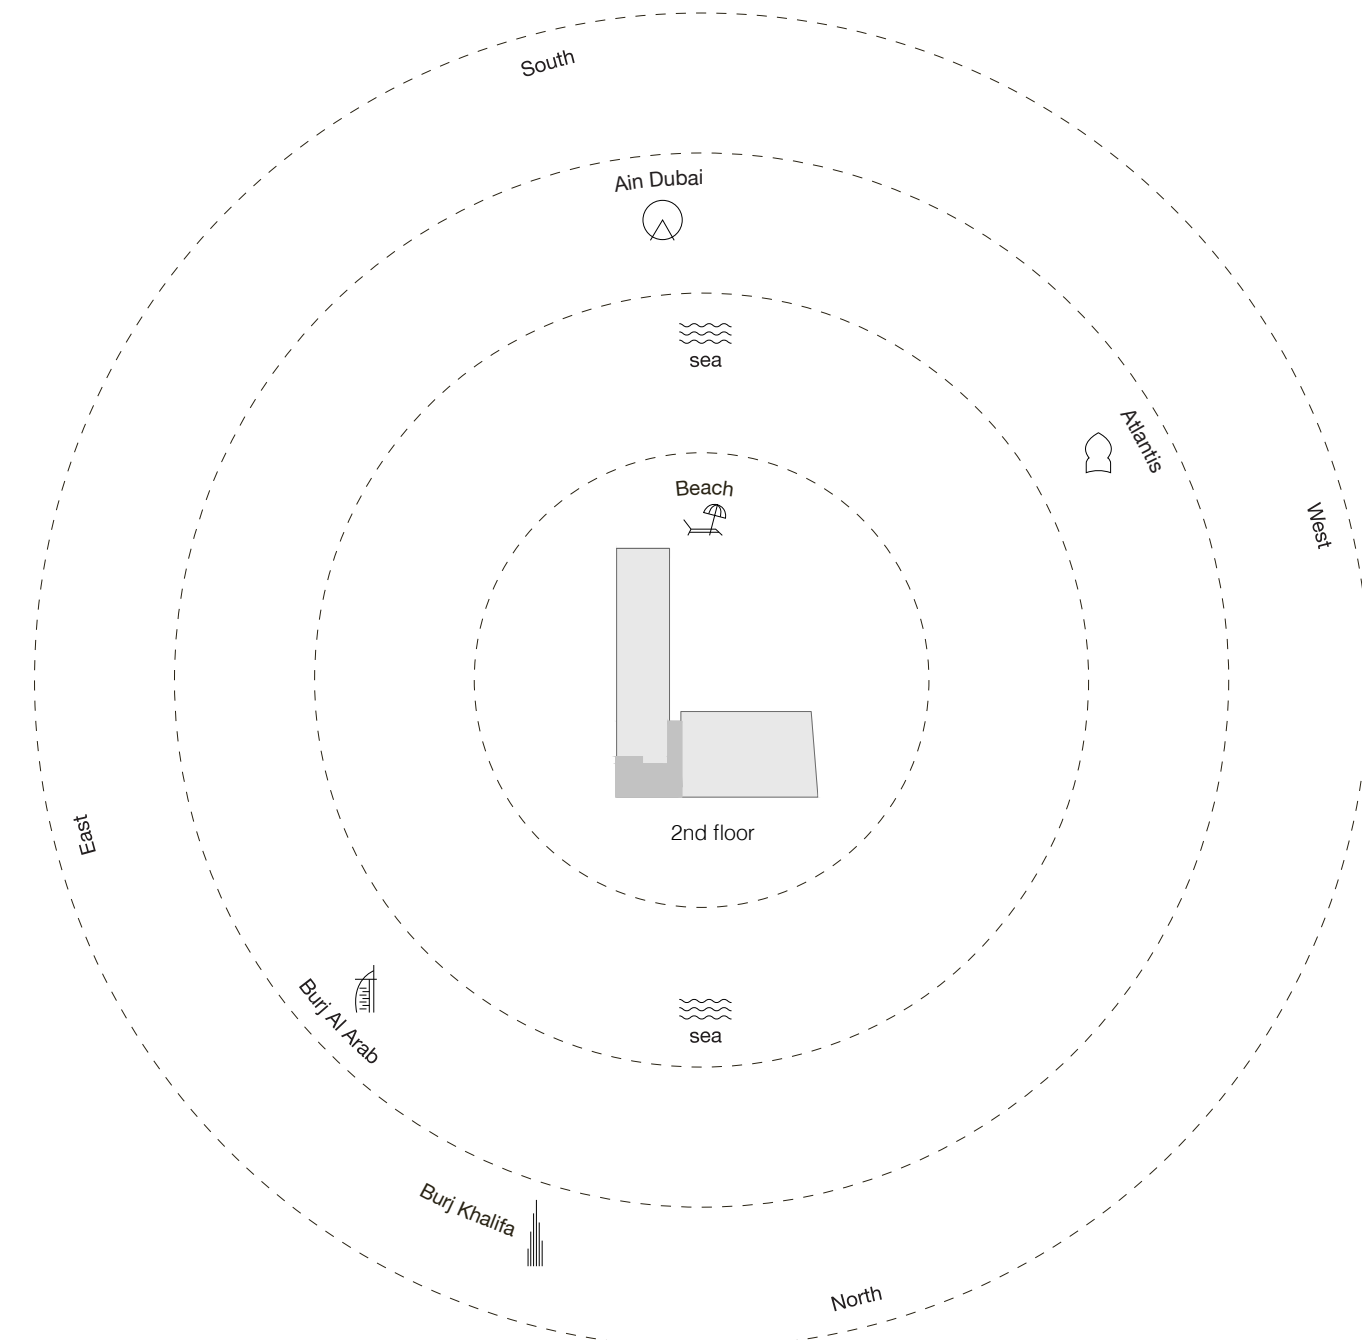 South
Ain Dubai
sea
Atlantis
Beach
West
2nd floor
East
Burj Al Arab
sea
Burj Khalifa
North